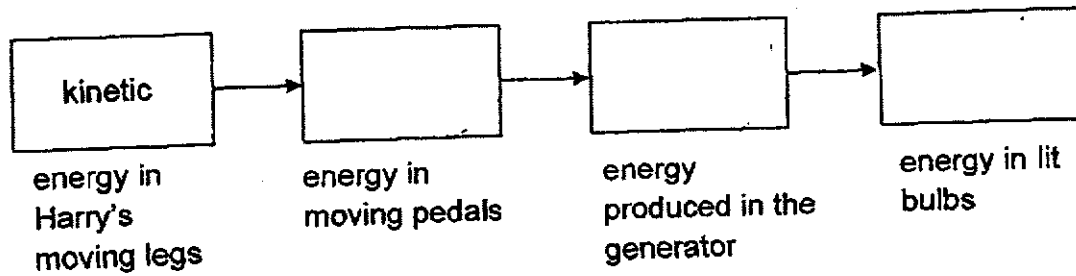 kinetic
energy in
Harry's
moving legs
energy in
moving pedals
energy
produced in the
generator
energy in lit
bulbs